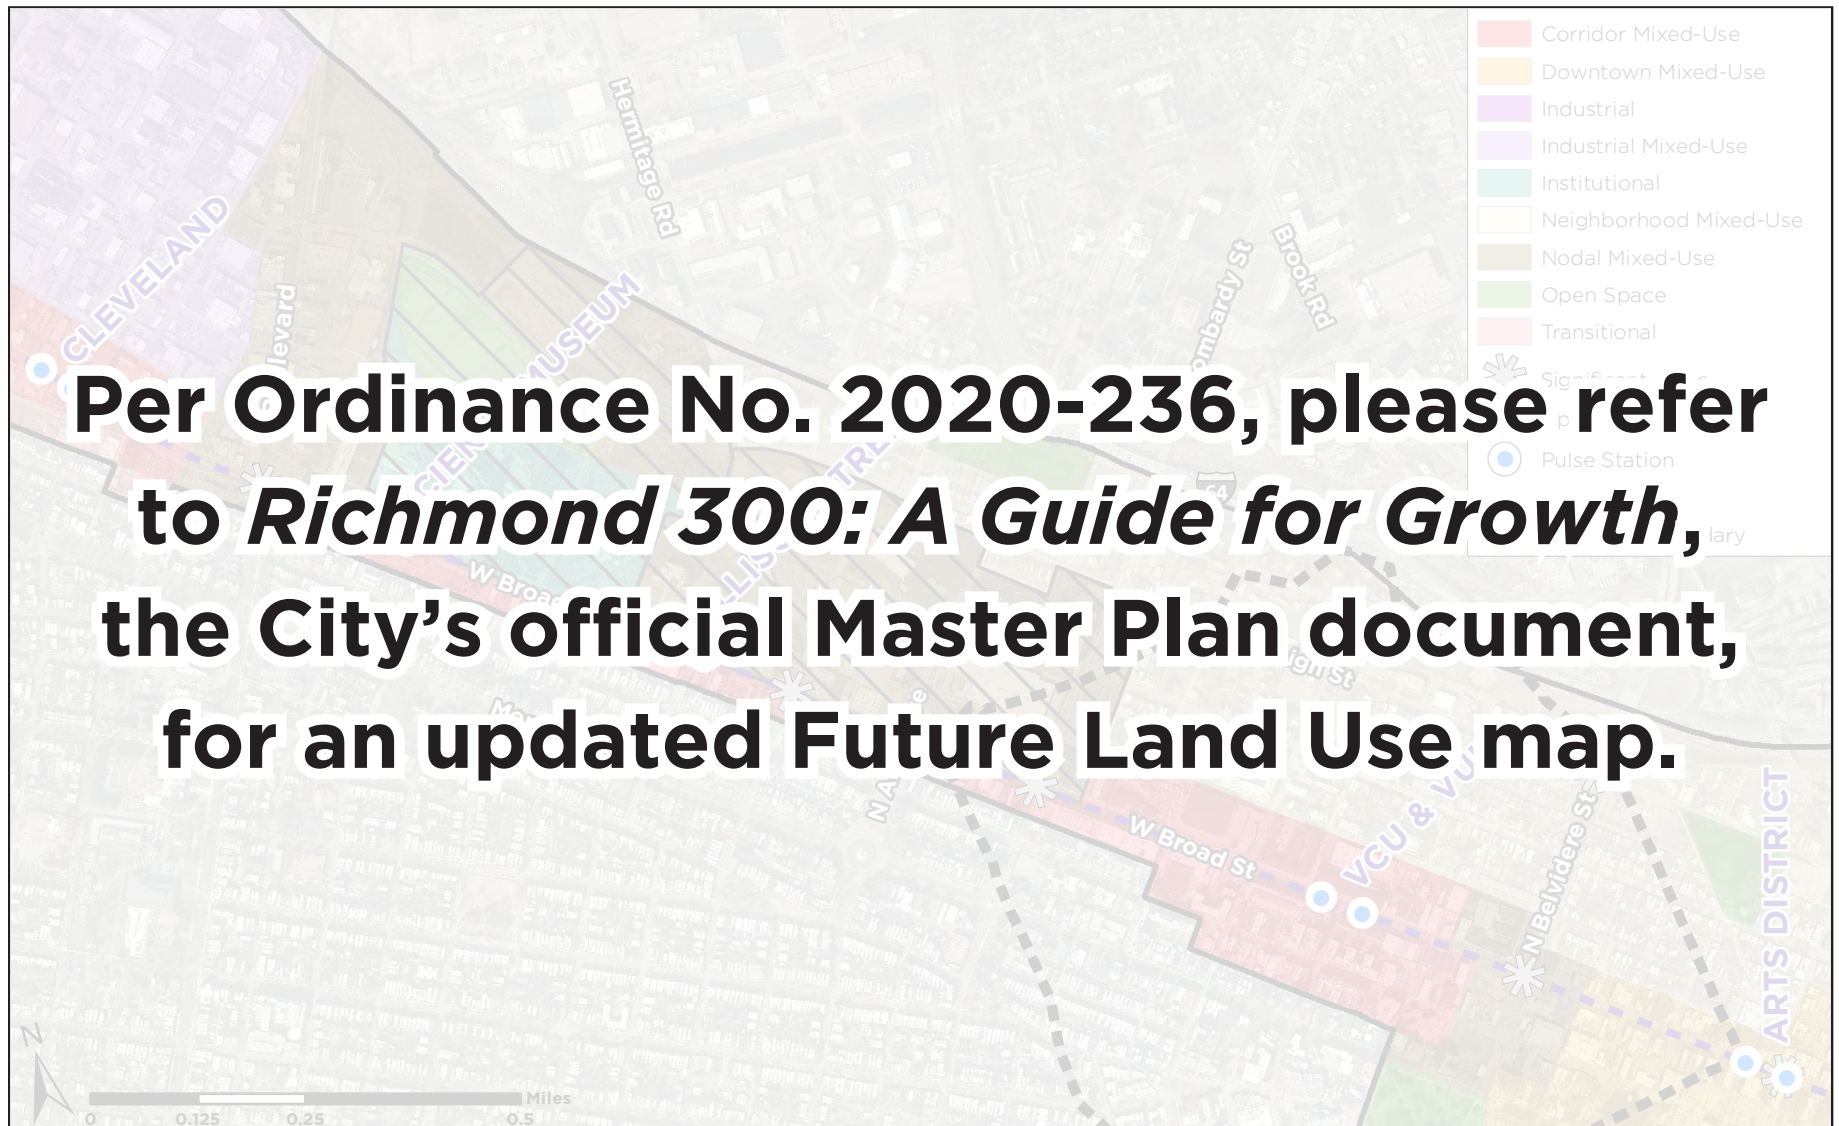 Corridor Mixed-Use
Downtown Mixed-Use
Industrial
Industrial Mixed-Use
Institutional
Neighborhood Mixed-Use
Nodal Mixed-Use
Open Space
Transitional
Pulse Station
Hermitage Rd
Brook Rd
CLEVELAND
MUSEUM
64
Per Ordinance No. 2020-236, please refer
to Richmond 300: A Guide for Growth,
the City’s official Master Plan document,
for an updated Future Land Use map.
W Broad St
VCU &
N Belvidere St
ARTS DISTRICT
N
Miles
0 0.125 0.25 0.5